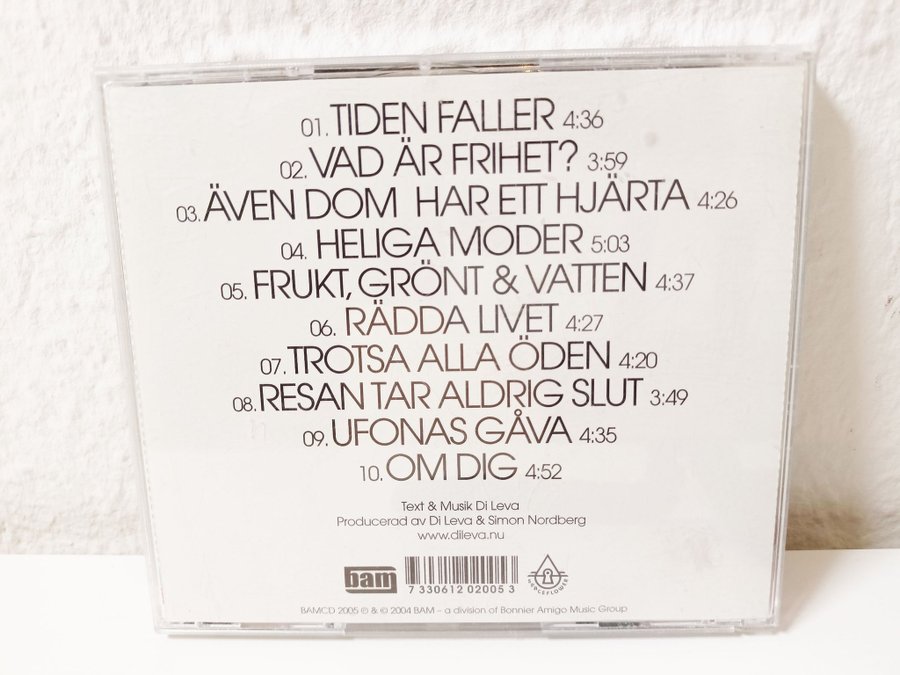 01. TIDEN FALLER 4:36
02. VAD ÄR FRIHET? 3:59
03. ÄVEN DOM HAR ETT HJÄRTA 4:26
04. HELIGA MODER 5:03
05. FRUKT, GRÖNT & VATTEN 4:37
06. RÄDDA LIVET 4:27
07. TROTSA ALLA ÖDEN 4:20
08. RESAN TAR ALDRIG SLUT 3:49
09. UFONAS GÅVA 4:35
10. OM DIG 4:52
Text & Musik Di Leva
Producerad av Di Leva & Simon Nordberg
www.dileva.nu
bam
7 330612 020053
BAMCD 2005 ℗ & © 2004 BAM – a division of Bonnier Amigo Music Group